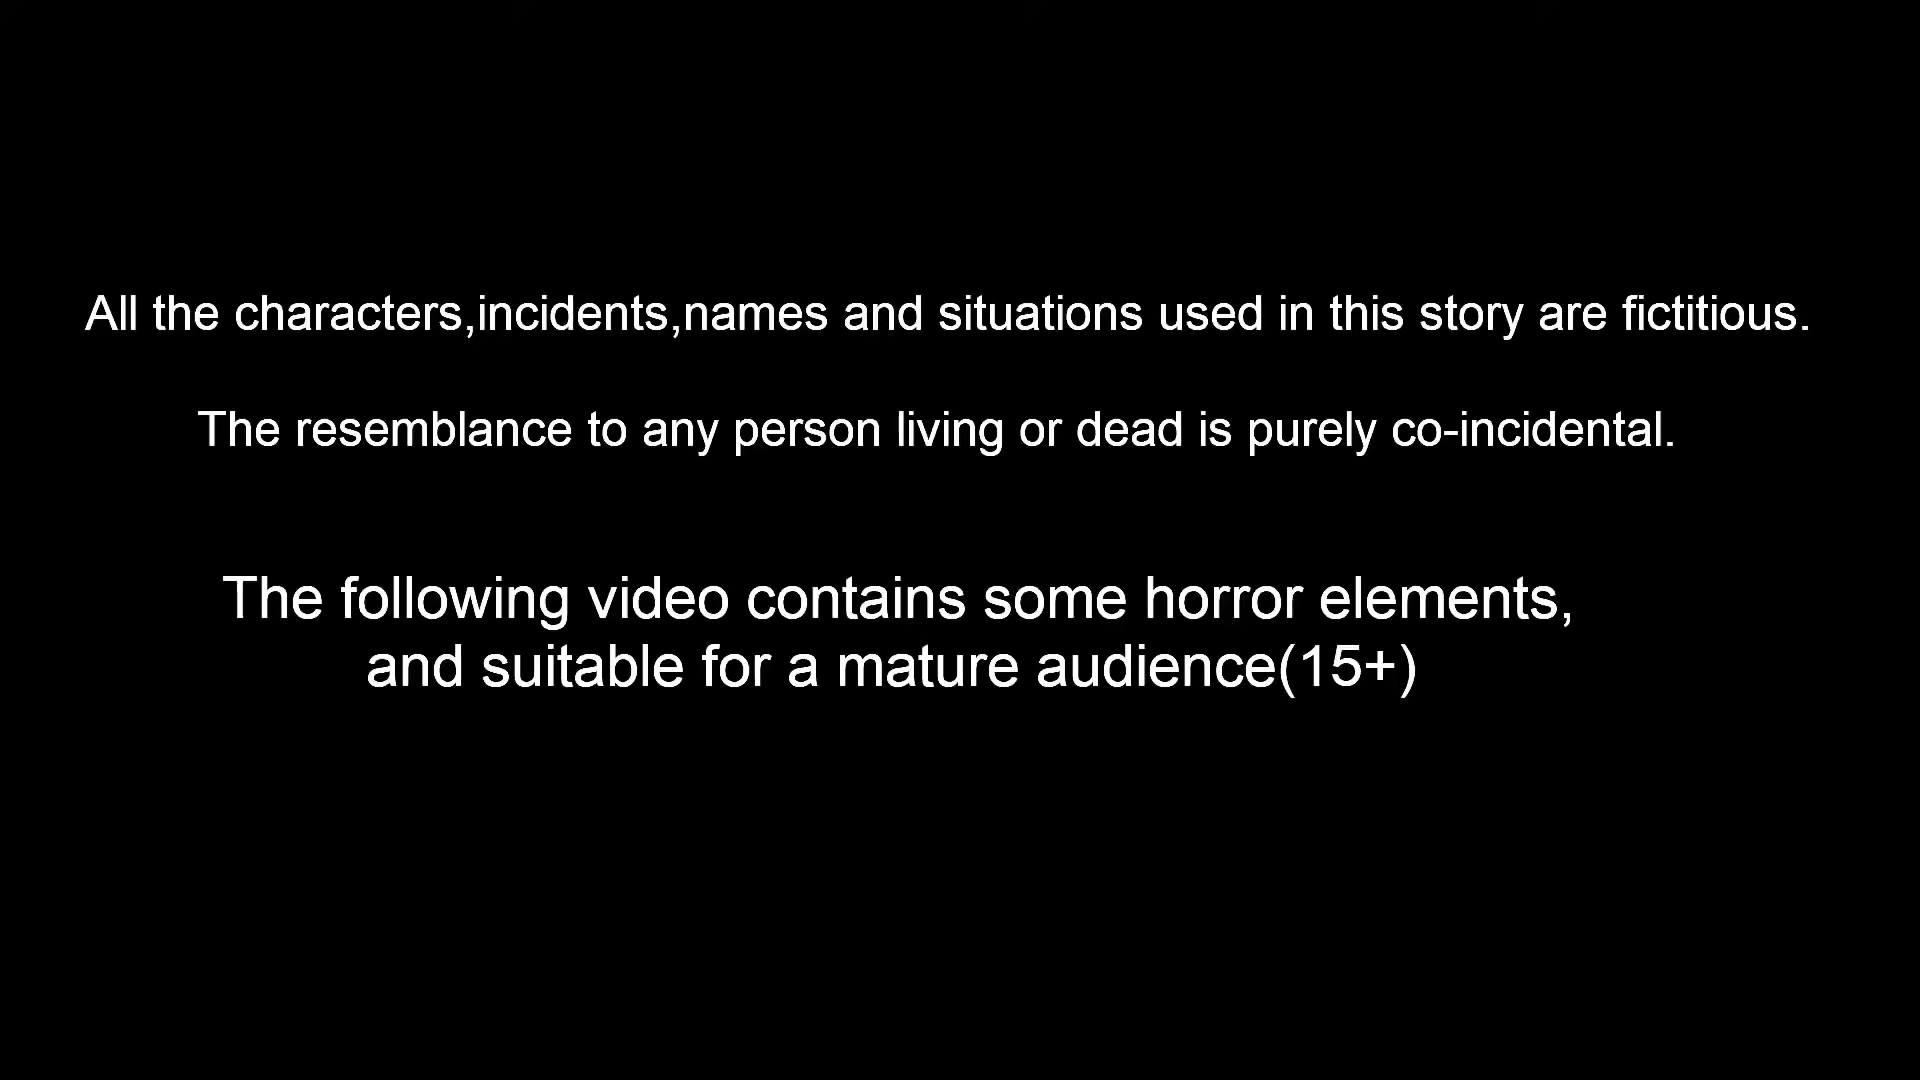 All the characters,incidents,names and situations used in this story are fictitious.
The resemblance to any person living or dead is purely co-incidental.
The following video contains some horror elements,
and suitable for a mature audience(15+)